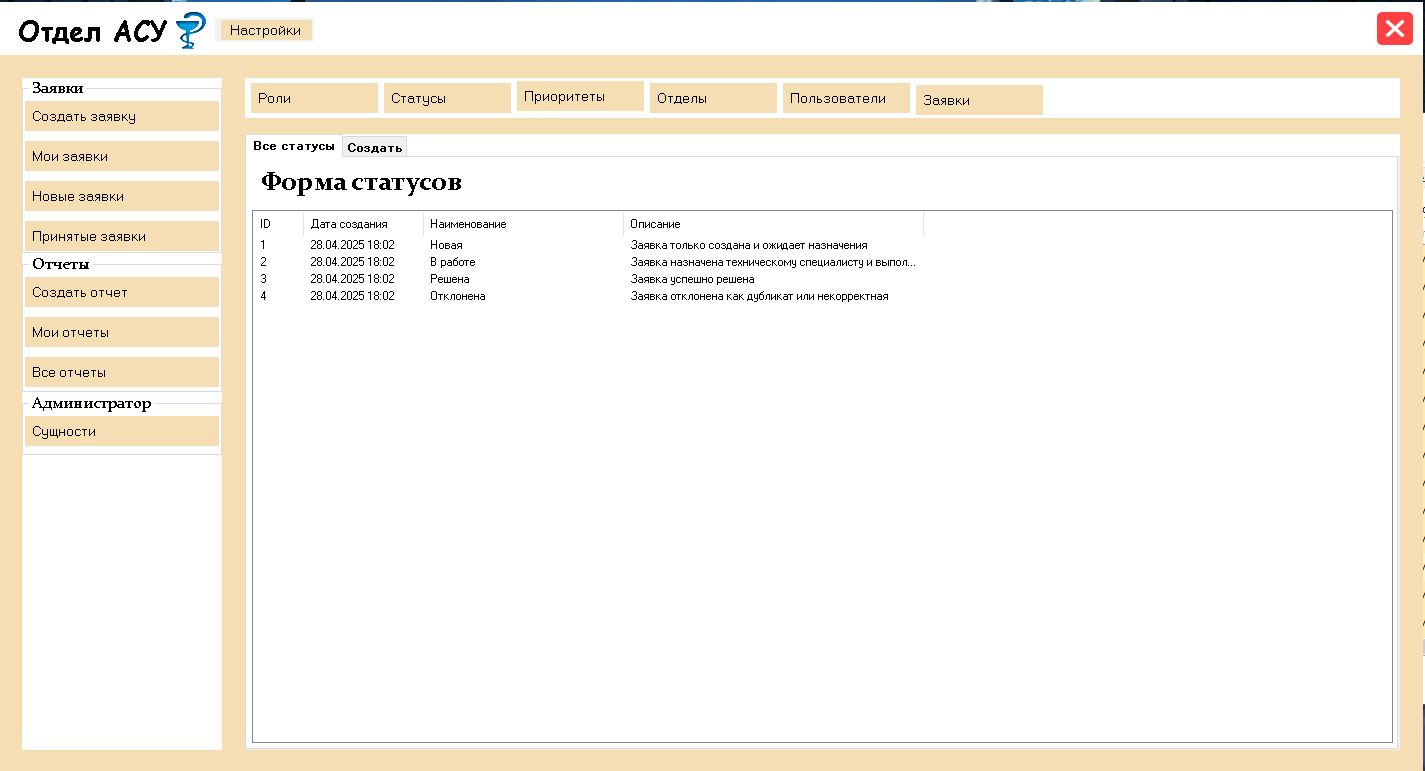 Отдел АСУ
Настройки
Заявки
Создать заявку
Мои заявки
Новые заявки
Принятые заявки
Отчеты
Создать отчет
Мои отчеты
Все отчеты
Администратор
Сущности
Роли Статусы Приоритеты Отделы Пользователи Заявки
Все статусы Создать
Форма статусов
ID Дата создания Наименование Описание
1 28.04.2025 18:02 Новая Заявка только создана и ожидает назначения
2 28.04.2025 18:02 В работе Заявка назначена техническому специалисту и выпол...
3 28.04.2025 18:02 Решена Заявка успешно решена
4 28.04.2025 18:02 Отклонена Заявка отклонена как дубликат или некорректная